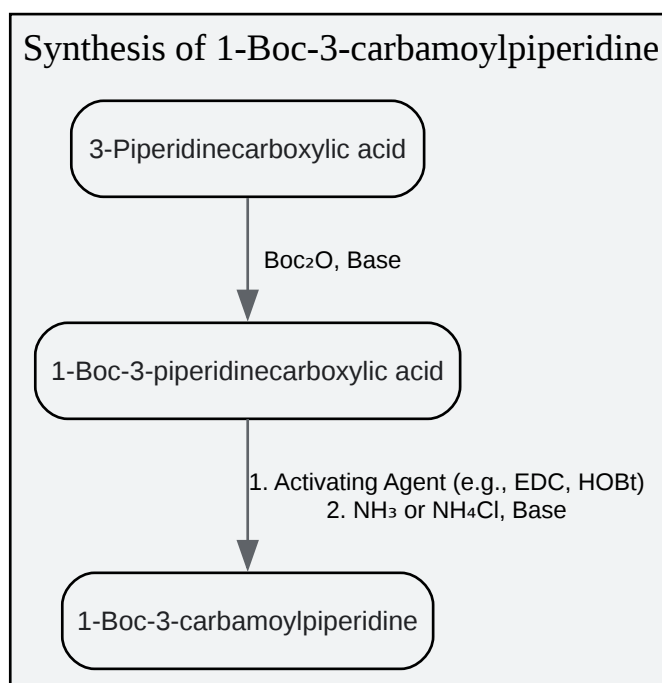 Synthesis of 1-Boc-3-carbamoylpiperidine
3-Piperidinecarboxylic acid
Boc₂O, Base
1-Boc-3-piperidinecarboxylic acid
1. Activating Agent (e.g., EDC, HOBt)
2. NH₃ or NH₄Cl, Base
1-Boc-3-carbamoylpiperidine